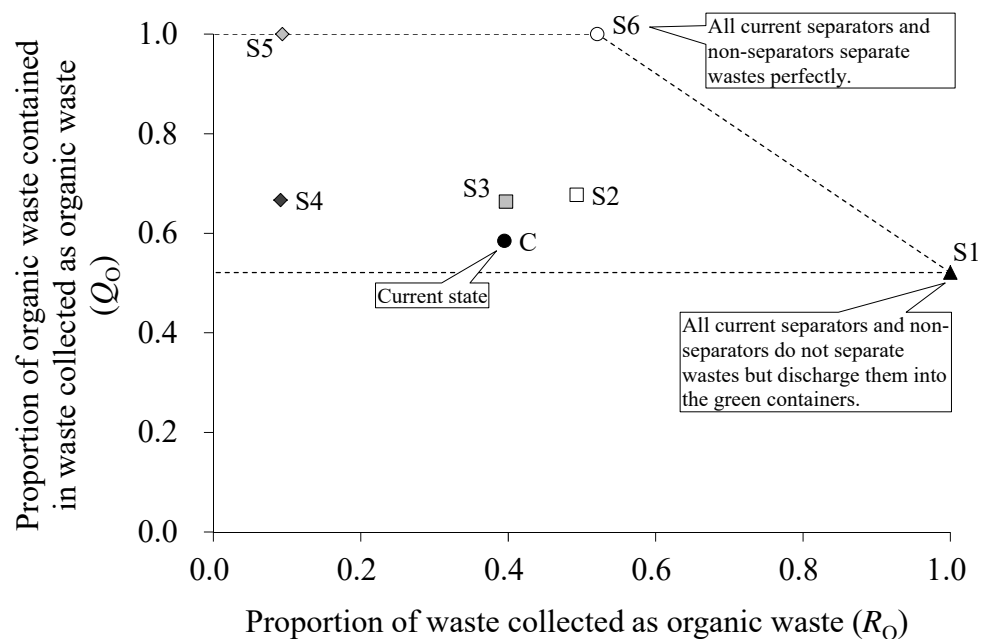 Proportion of organic waste contained
in waste collected as organic waste
(QO)
1.0
0.8
0.6
0.4
0.2
0.0
S5
S6
All current separators and
non-separators separate
wastes perfectly.
S4
S3
S2
C
Current state
S1
All current separators and non-
separators do not separate
wastes but discharge them into
the green containers.
0.0
0.2
0.4
0.6
0.8
1.0
Proportion of waste collected as organic waste (RO)